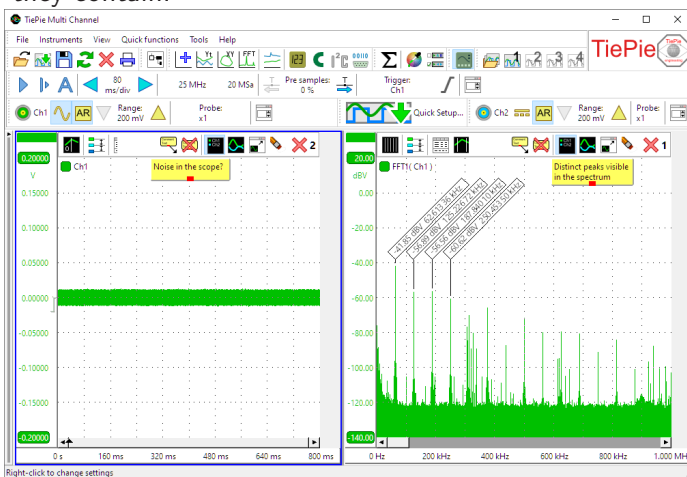 they contain.
TiePie Multi Channel
File Instruments View Quick functions Tools Help
Yt XY FFT I²C
TiePie
80 ms/div 25 MHz 20 MSa Pre samples: 0 % Trigger: Ch1
Ch1 AR Range: 200 mV Probe: x1 Quick Setup... Ch2 AR Range: 200 mV Probe: x1
2
1
0.20000
V
0.15000
0.10000
0.05000
0.00000
-0.05000
-0.10000
-0.15000
-0.20000
Ch1
Noise in the scope?
0 s 160 ms 320 ms 480 ms 640 ms 800 ms
20.00
dBV
0.00
-20.00
-40.00
-60.00
-80.00
-100.00
-120.00
-140.00
FFT1( Ch1 )
Distinct peaks visible
in the spectrum
0 Hz 200 kHz 400 kHz 600 kHz 800 kHz 1.000 MH
Right-click to change settings